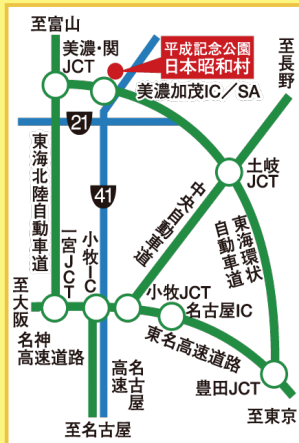 至富山
美濃・関
JCT
平成記念公園
日本昭和村
至長野
美濃加茂IC／SA
21
東海北陸自動車道
41
土岐
JCT
中央自動車道
東海環状
自動車道
一宮JCT
小牧IC
至大阪
小牧JCT
名古屋IC
名神
高速道路
名古屋
高速
東名高速道路
豊田JCT
至名古屋
至東京